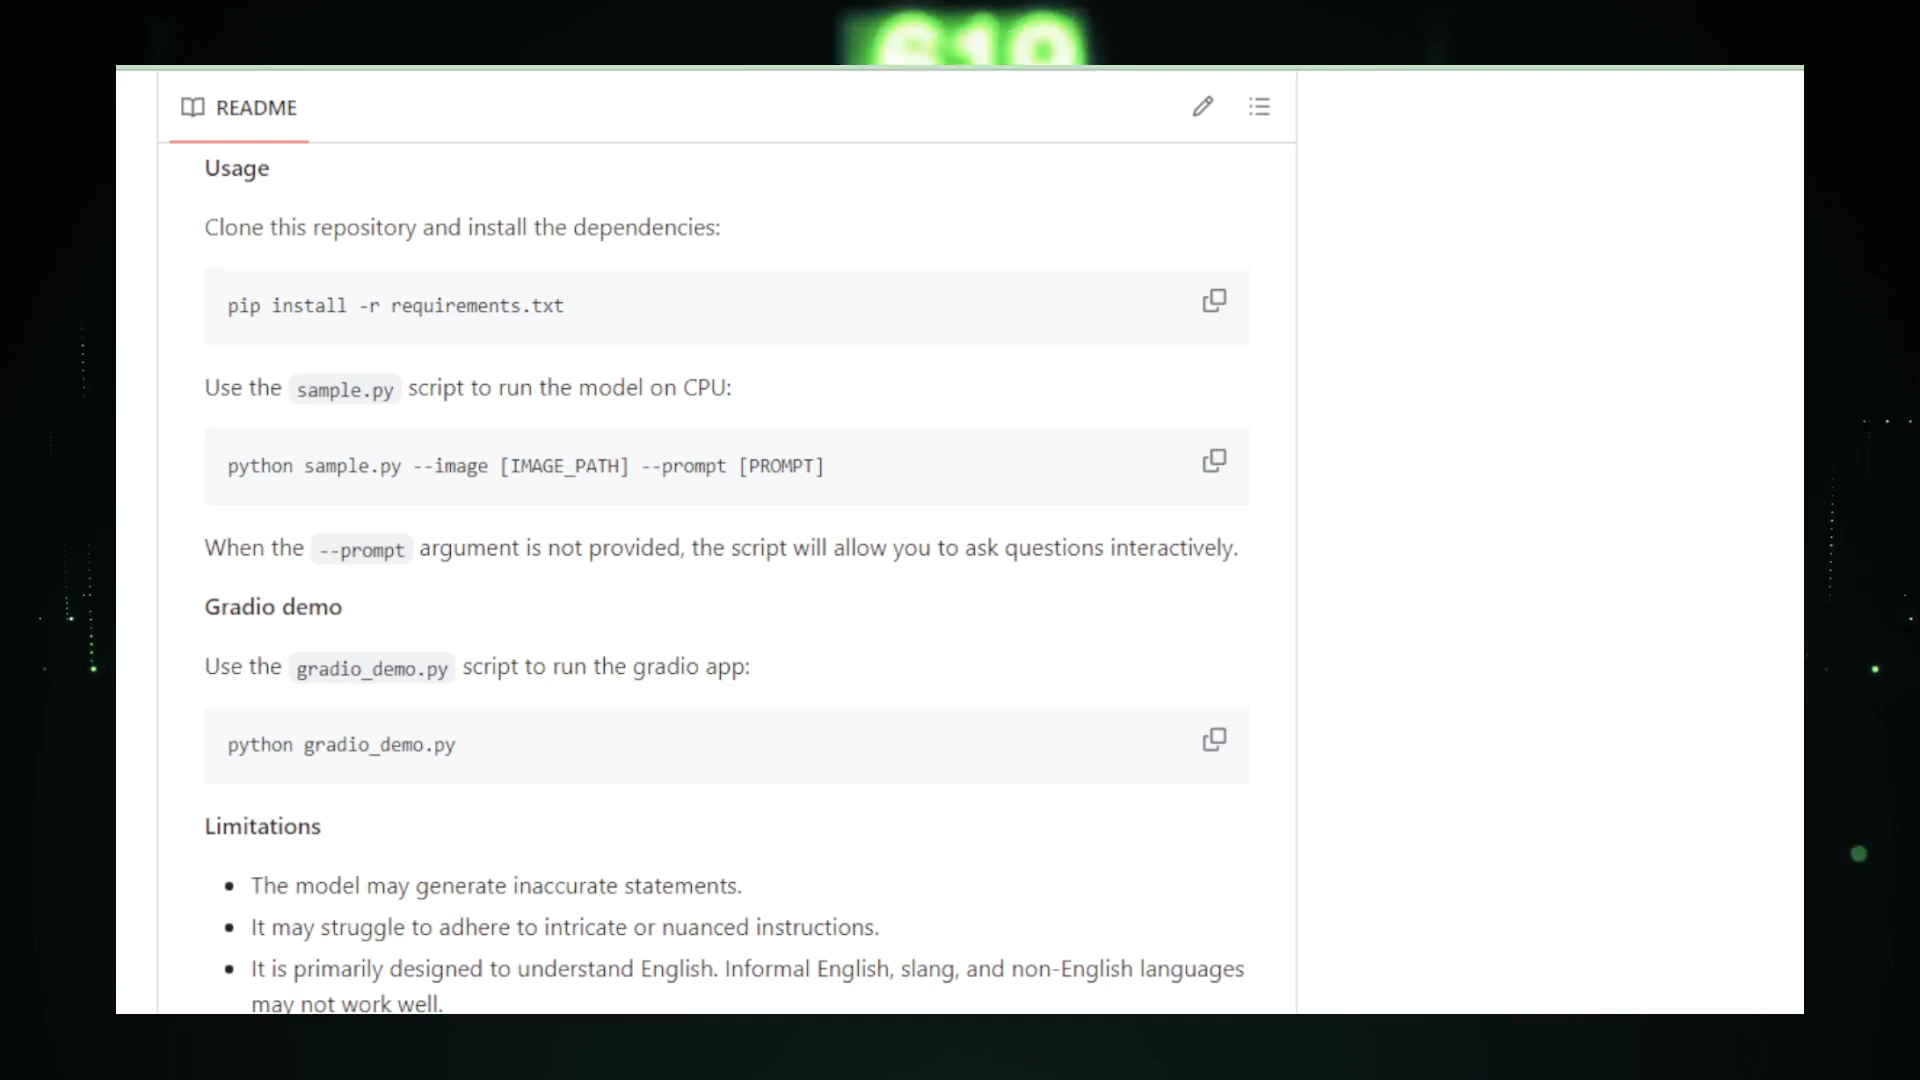 619
README
Usage
Clone this repository and install the dependencies:
pip install -r requirements.txt
Use the sample.py script to run the model on CPU:
python sample.py --image [IMAGE_PATH] --prompt [PROMPT]
When the --prompt argument is not provided, the script will allow you to ask questions interactively.
Gradio demo
Use the gradio_demo.py script to run the gradio app:
python gradio_demo.py
Limitations
The model may generate inaccurate statements.
It may struggle to adhere to intricate or nuanced instructions.
It is primarily designed to understand English. Informal English, slang, and non-English languages
may not work well.